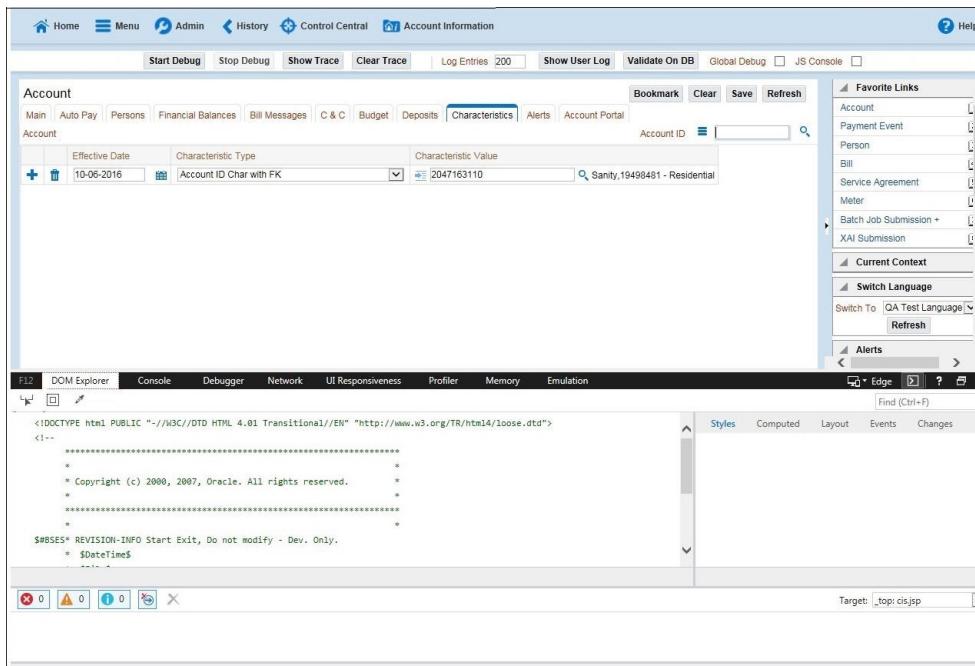 Home Menu Admin History Control Central Account Information Help
Start Debug Stop Debug Show Trace Clear Trace Log Entries 200 Show User Log Validate On DB Global Debug JS Console
Account Bookmark Clear Save Refresh
Main Auto Pay Persons Financial Balances Bill Messages C & C Budget Deposits Characteristics Alerts Account Portal
Account Account ID
Effective Date Characteristic Type Characteristic Value
10-06-2016 Account ID Char with FK 2047163110 Sanity,19498481 - Residential
Favorite Links
Account
Payment Event
Person
Bill
Service Agreement
Meter
Batch Job Submission +
XAI Submission
Current Context
Switch Language
Switch To QA Test Language
Refresh
Alerts
F12 DOM Explorer Console Debugger Network UI Responsiveness Profiler Memory Emulation Edge ?
Find (Ctrl+F)
<!DOCTYPE html PUBLIC "-//W3C//DTD HTML 4.01 Transitional//EN" "http://www.w3.org/TR/html4/loose.dtd">
<!--
*******************************************************************
* *
* Copyright (c) 2000, 2007, Oracle. All rights reserved. *
* *
*******************************************************************
* *
$#BSES* REVISION-INFO Start Exit, Do not modify - Dev. Only.
* $DateTime$
Styles Computed Layout Events Changes
0 0 0
Target: _top: cis.jsp